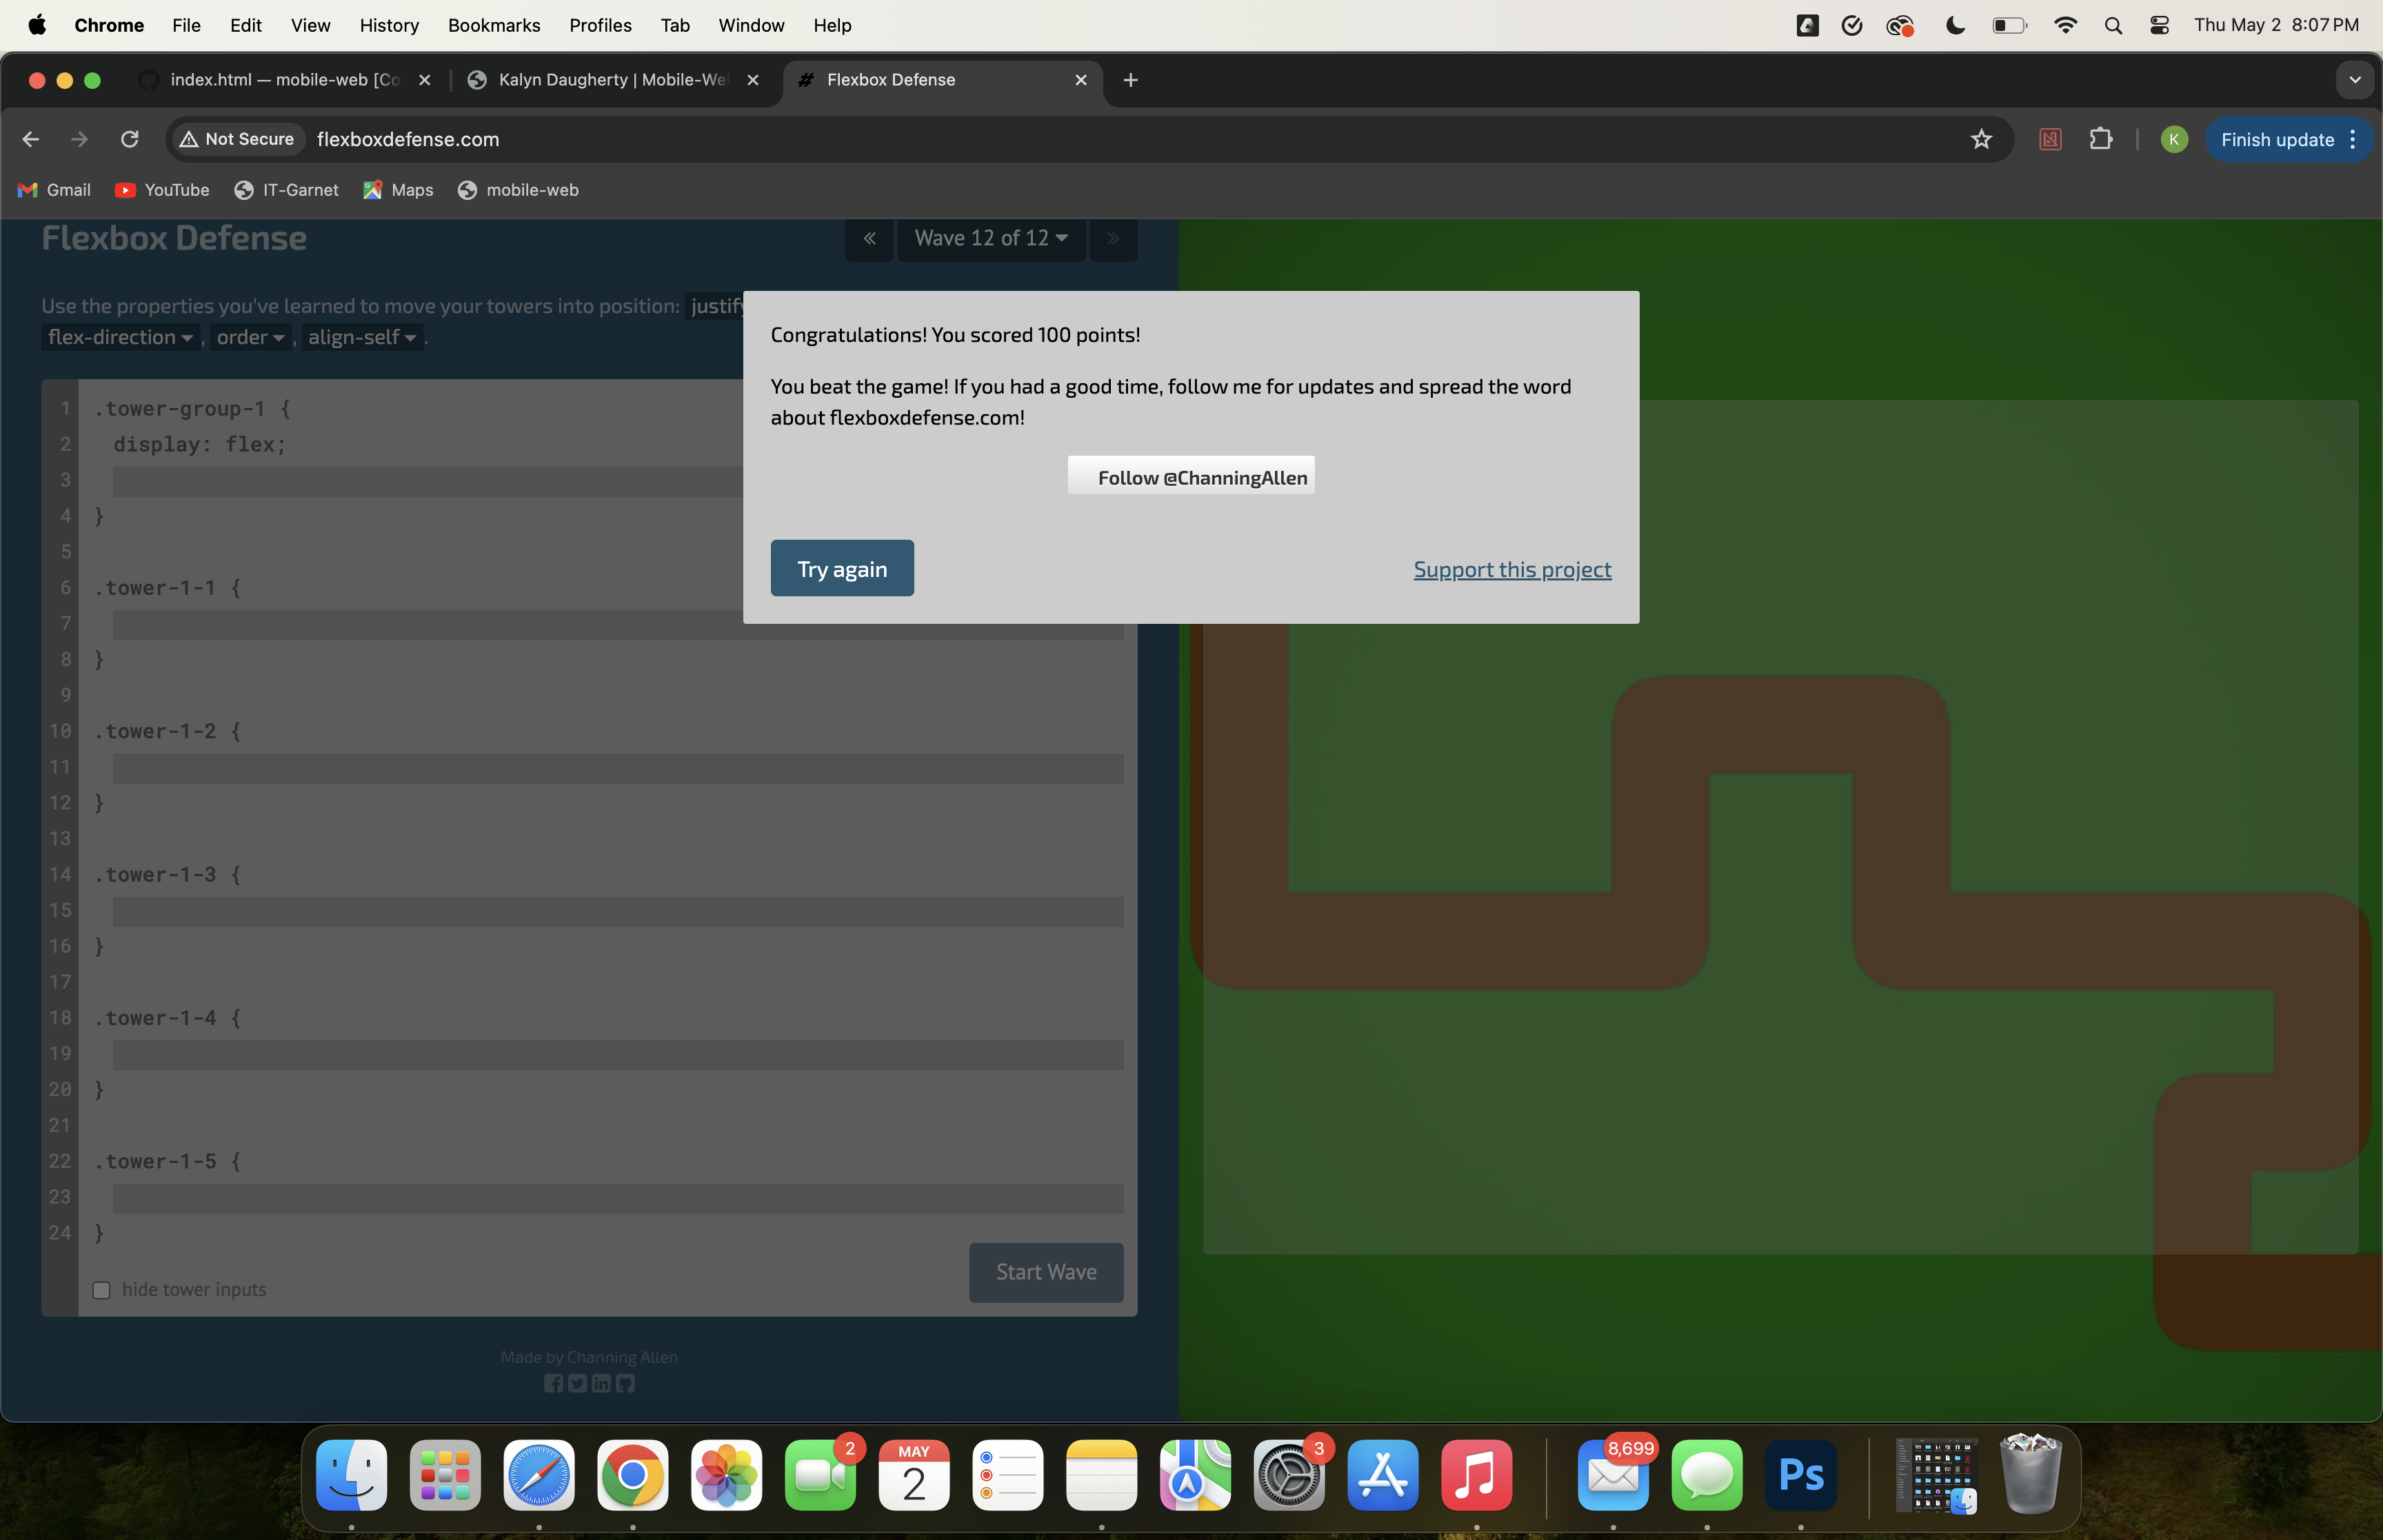 Chrome File Edit View History Bookmarks Profiles Tab Window Help Thu May 2 8:07 PM
index.html — mobile-web [Co Kalyn Daugherty | Mobile-We Flexbox Defense
Not Secure flexboxdefense.com K Finish update
Gmail YouTube IT-Garnet Maps mobile-web
Flexbox Defense « Wave 12 of 12 »
Use the properties you've learned to move your towers into position: justify
flex-direction , order , align-self .
Congratulations! You scored 100 points!
You beat the game! If you had a good time, follow me for updates and spread the word
about flexboxdefense.com!
Follow @ChanningAllen
Try again Support this project
1 .tower-group-1 {
2 display: flex;
3
4 }
5
6 .tower-1-1 {
7
8 }
9
10 .tower-1-2 {
11
12 }
13
14 .tower-1-3 {
15
16 }
17
18 .tower-1-4 {
19
20 }
21
22 .tower-1-5 {
23
24 }
hide tower inputs Start Wave
Made by Channing Allen
2 MAY 2 3 8,699 Ps